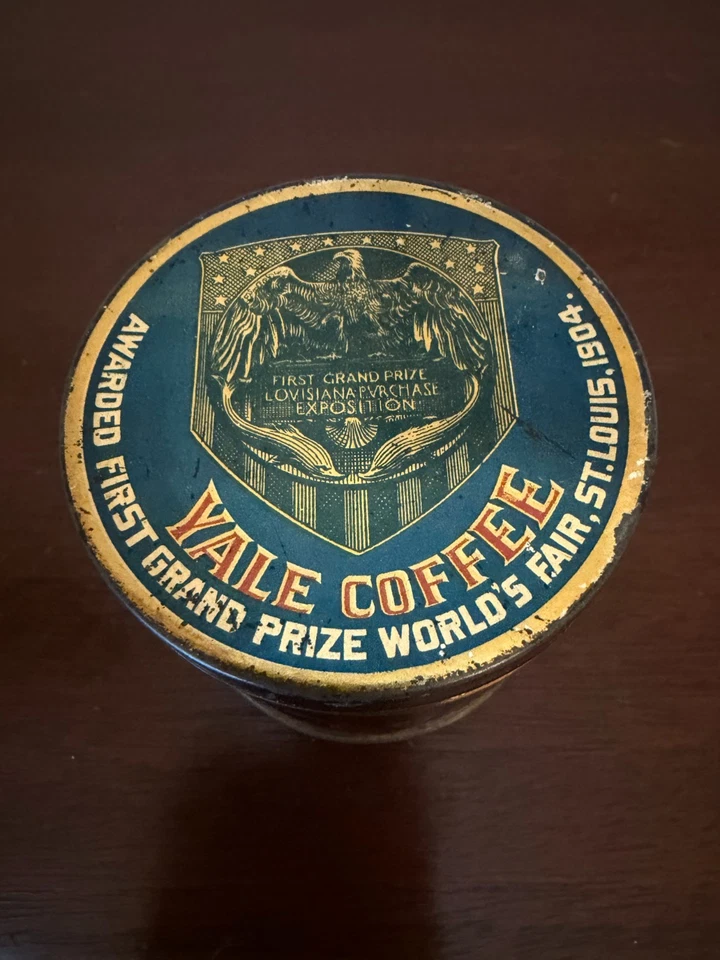 FIRST GRAND PRIZE
LOVISIANA PVRCHASE
EXPOSITION
YALE COFFEE
AWARDED FIRST GRAND PRIZE WORLD'S FAIR, ST. LOUIS, 1904.